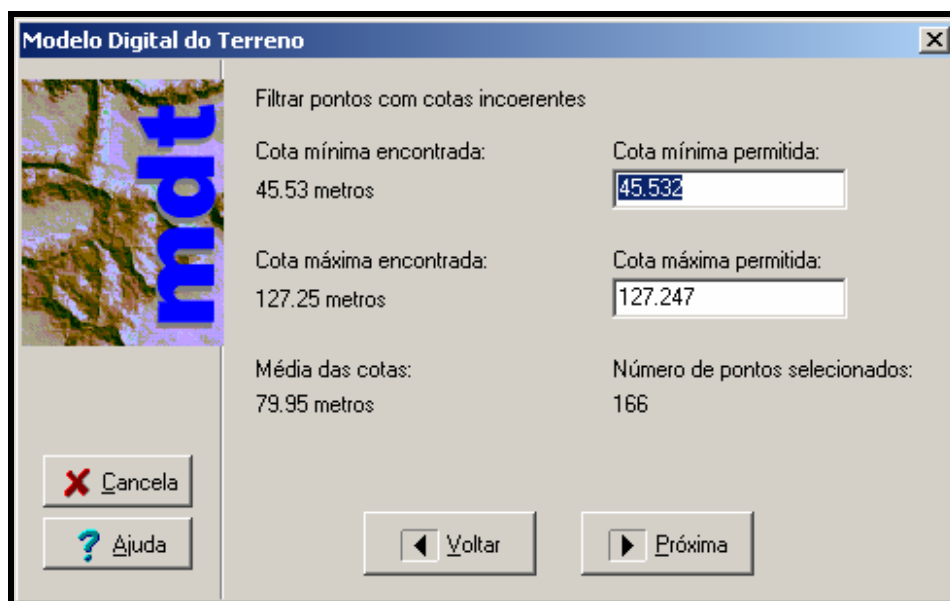 Modelo Digital do Terreno
mdt
Filtrar pontos com cotas incoerentes
Cota mínima encontrada:
45.53 metros
Cota mínima permitida:
45.532
Cota máxima encontrada:
127.25 metros
Cota máxima permitida:
127.247
Média das cotas:
79.95 metros
Número de pontos selecionados:
166
Cancela
Ajuda
Voltar
Próxima